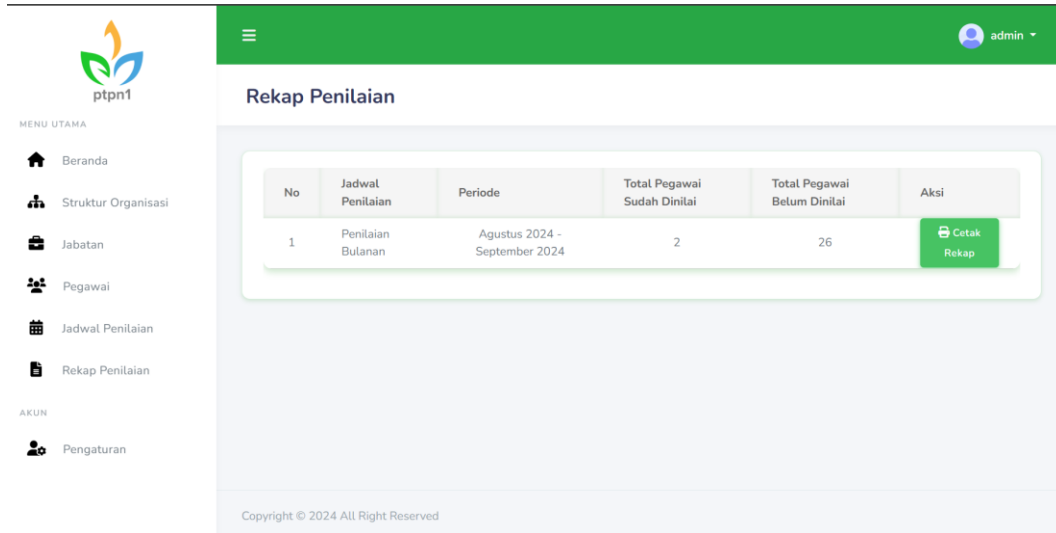 ptpn1
MENU UTAMA
Beranda
Struktur Organisasi
Jabatan
Pegawai
Jadwal Penilaian
Rekap Penilaian
AKUN
Pengaturan
admin
Rekap Penilaian
No
Jadwal
Penilaian
Periode
Total Pegawai
Sudah Dinilai
Total Pegawai
Belum Dinilai
Aksi
1
Penilaian
Bulanan
Agustus 2024 -
September 2024
2
26
Cetak
Rekap
Copyright © 2024 All Right Reserved